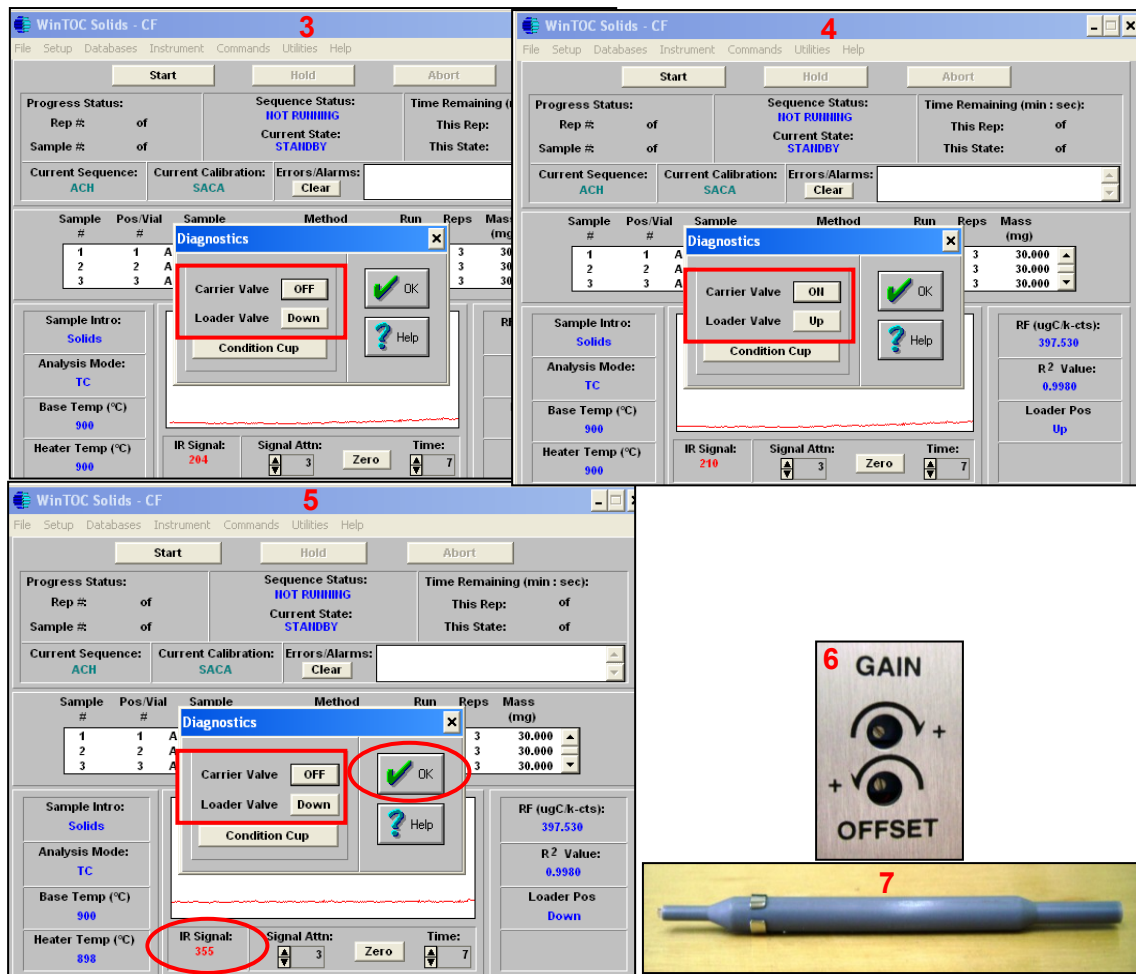 WinTOC Solids - CF
3
File Setup Databases Instrument Commands Utilities Help
Start Hold Abort
Progress Status:
Rep #: of
Sample #: of
Sequence Status:
NOT RUNNING
Current State:
STANDBY
Time Remaining (
This Rep:
This State:
Current Sequence:
ACH
Current Calibration:
SACA
Errors/Alarms:
Clear
Sample Pos/Vial Sample Method Run Reps Mass
# # (mg
1 1 A 3 30
2 2 A 3 30
3 3 A 3 30
Diagnostics
Carrier Valve OFF
Loader Valve Down
Condition Cup
OK
Help
Sample Intro:
Solids
Analysis Mode:
TC
Base Temp (°C)
900
Heater Temp (°C)
900
IR Signal:
204
Signal Attn:
3
Zero
Time:
7
RF
WinTOC Solids - CF
4
File Setup Databases Instrument Commands Utilities Help
Start Hold Abort
Progress Status:
Rep #: of
Sample #: of
Sequence Status:
NOT RUNNING
Current State:
STANDBY
Time Remaining (min : sec):
This Rep: of
This State: of
Current Sequence:
ACH
Current Calibration:
SACA
Errors/Alarms:
Clear
Sample Pos/Vial Sample Method Run Reps Mass
# # (mg)
1 1 A 3 30.000
2 2 A 3 30.000
3 3 A 3 30.000
Diagnostics
Carrier Valve ON
Loader Valve Up
Condition Cup
OK
Help
Sample Intro:
Solids
Analysis Mode:
TC
Base Temp (°C)
900
Heater Temp (°C)
900
IR Signal:
210
Signal Attn:
3
Zero
Time:
7
RF (ugC/k-cts):
397.530
R2 Value:
0.9980
Loader Pos
Up
WinTOC Solids - CF
5
File Setup Databases Instrument Commands Utilities Help
Start Hold Abort
Progress Status:
Rep #: of
Sample #: of
Sequence Status:
NOT RUNNING
Current State:
STANDBY
Time Remaining (min : sec):
This Rep: of
This State: of
Current Sequence:
ACH
Current Calibration:
SACA
Errors/Alarms:
Clear
Sample Pos/Vial Sample Method Run Reps Mass
# # (mg)
1 1 A 3 30.000
2 2 A 3 30.000
3 3 A 3 30.000
Diagnostics
Carrier Valve OFF
Loader Valve Down
Condition Cup
OK
Help
Sample Intro:
Solids
Analysis Mode:
TC
Base Temp (°C)
900
Heater Temp (°C)
898
IR Signal:
355
Signal Attn:
3
Zero
Time:
7
RF (ugC/k-cts):
397.530
R2 Value:
0.9980
Loader Pos
Down
6
GAIN
+
+
OFFSET
7